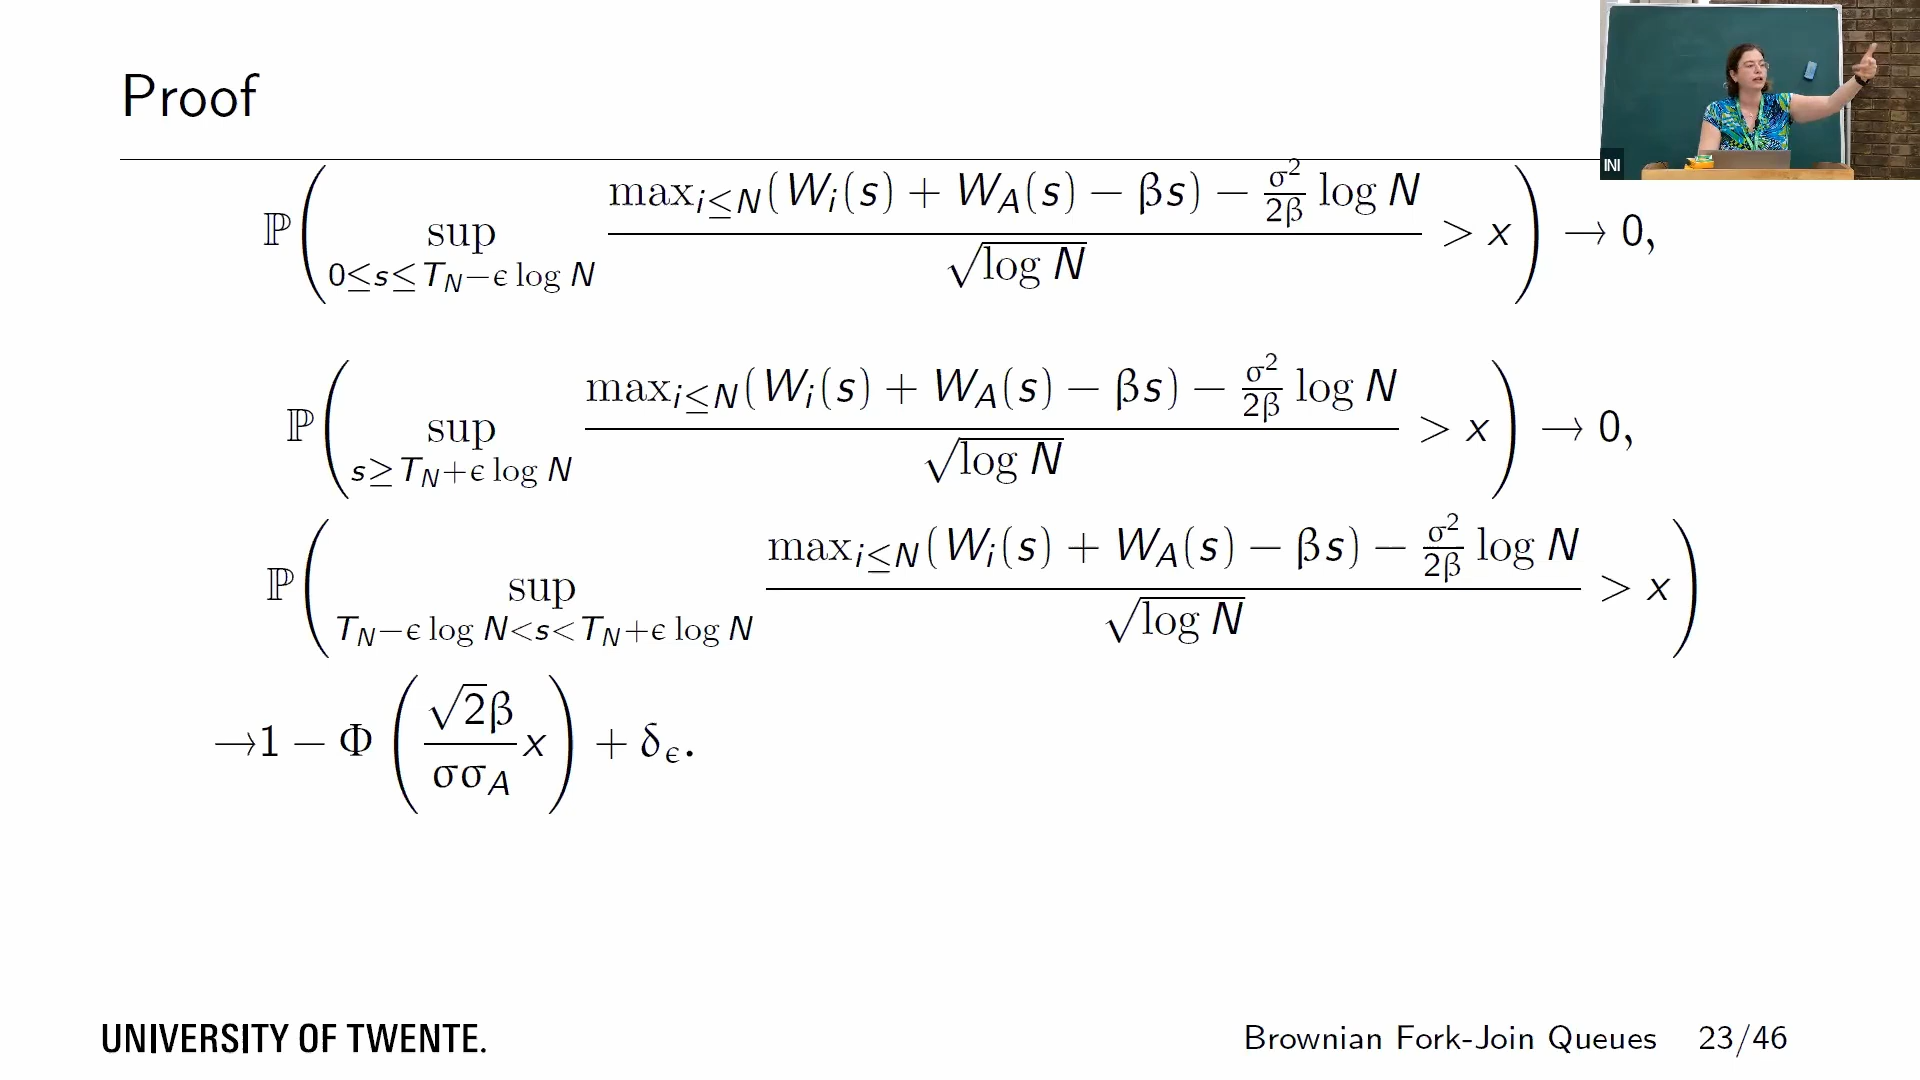 Proof
ℙ( sup_{0≤s≤T_N−ϵ log N} (max_{i≤N}(W_i(s) + W_A(s) − βs) − σ²/2β log N) / √(log N) > x ) → 0,
ℙ( sup_{s≥T_N+ϵ log N} (max_{i≤N}(W_i(s) + W_A(s) − βs) − σ²/2β log N) / √(log N) > x ) → 0,
ℙ( sup_{T_N−ϵ log N<s<T_N+ϵ log N} (max_{i≤N}(W_i(s) + W_A(s) − βs) − σ²/2β log N) / √(log N) > x )
→1 − Φ( (√2β / σσ_A) x ) + δ_ϵ.
INI
UNIVERSITY OF TWENTE.
Brownian Fork-Join Queues 23/46